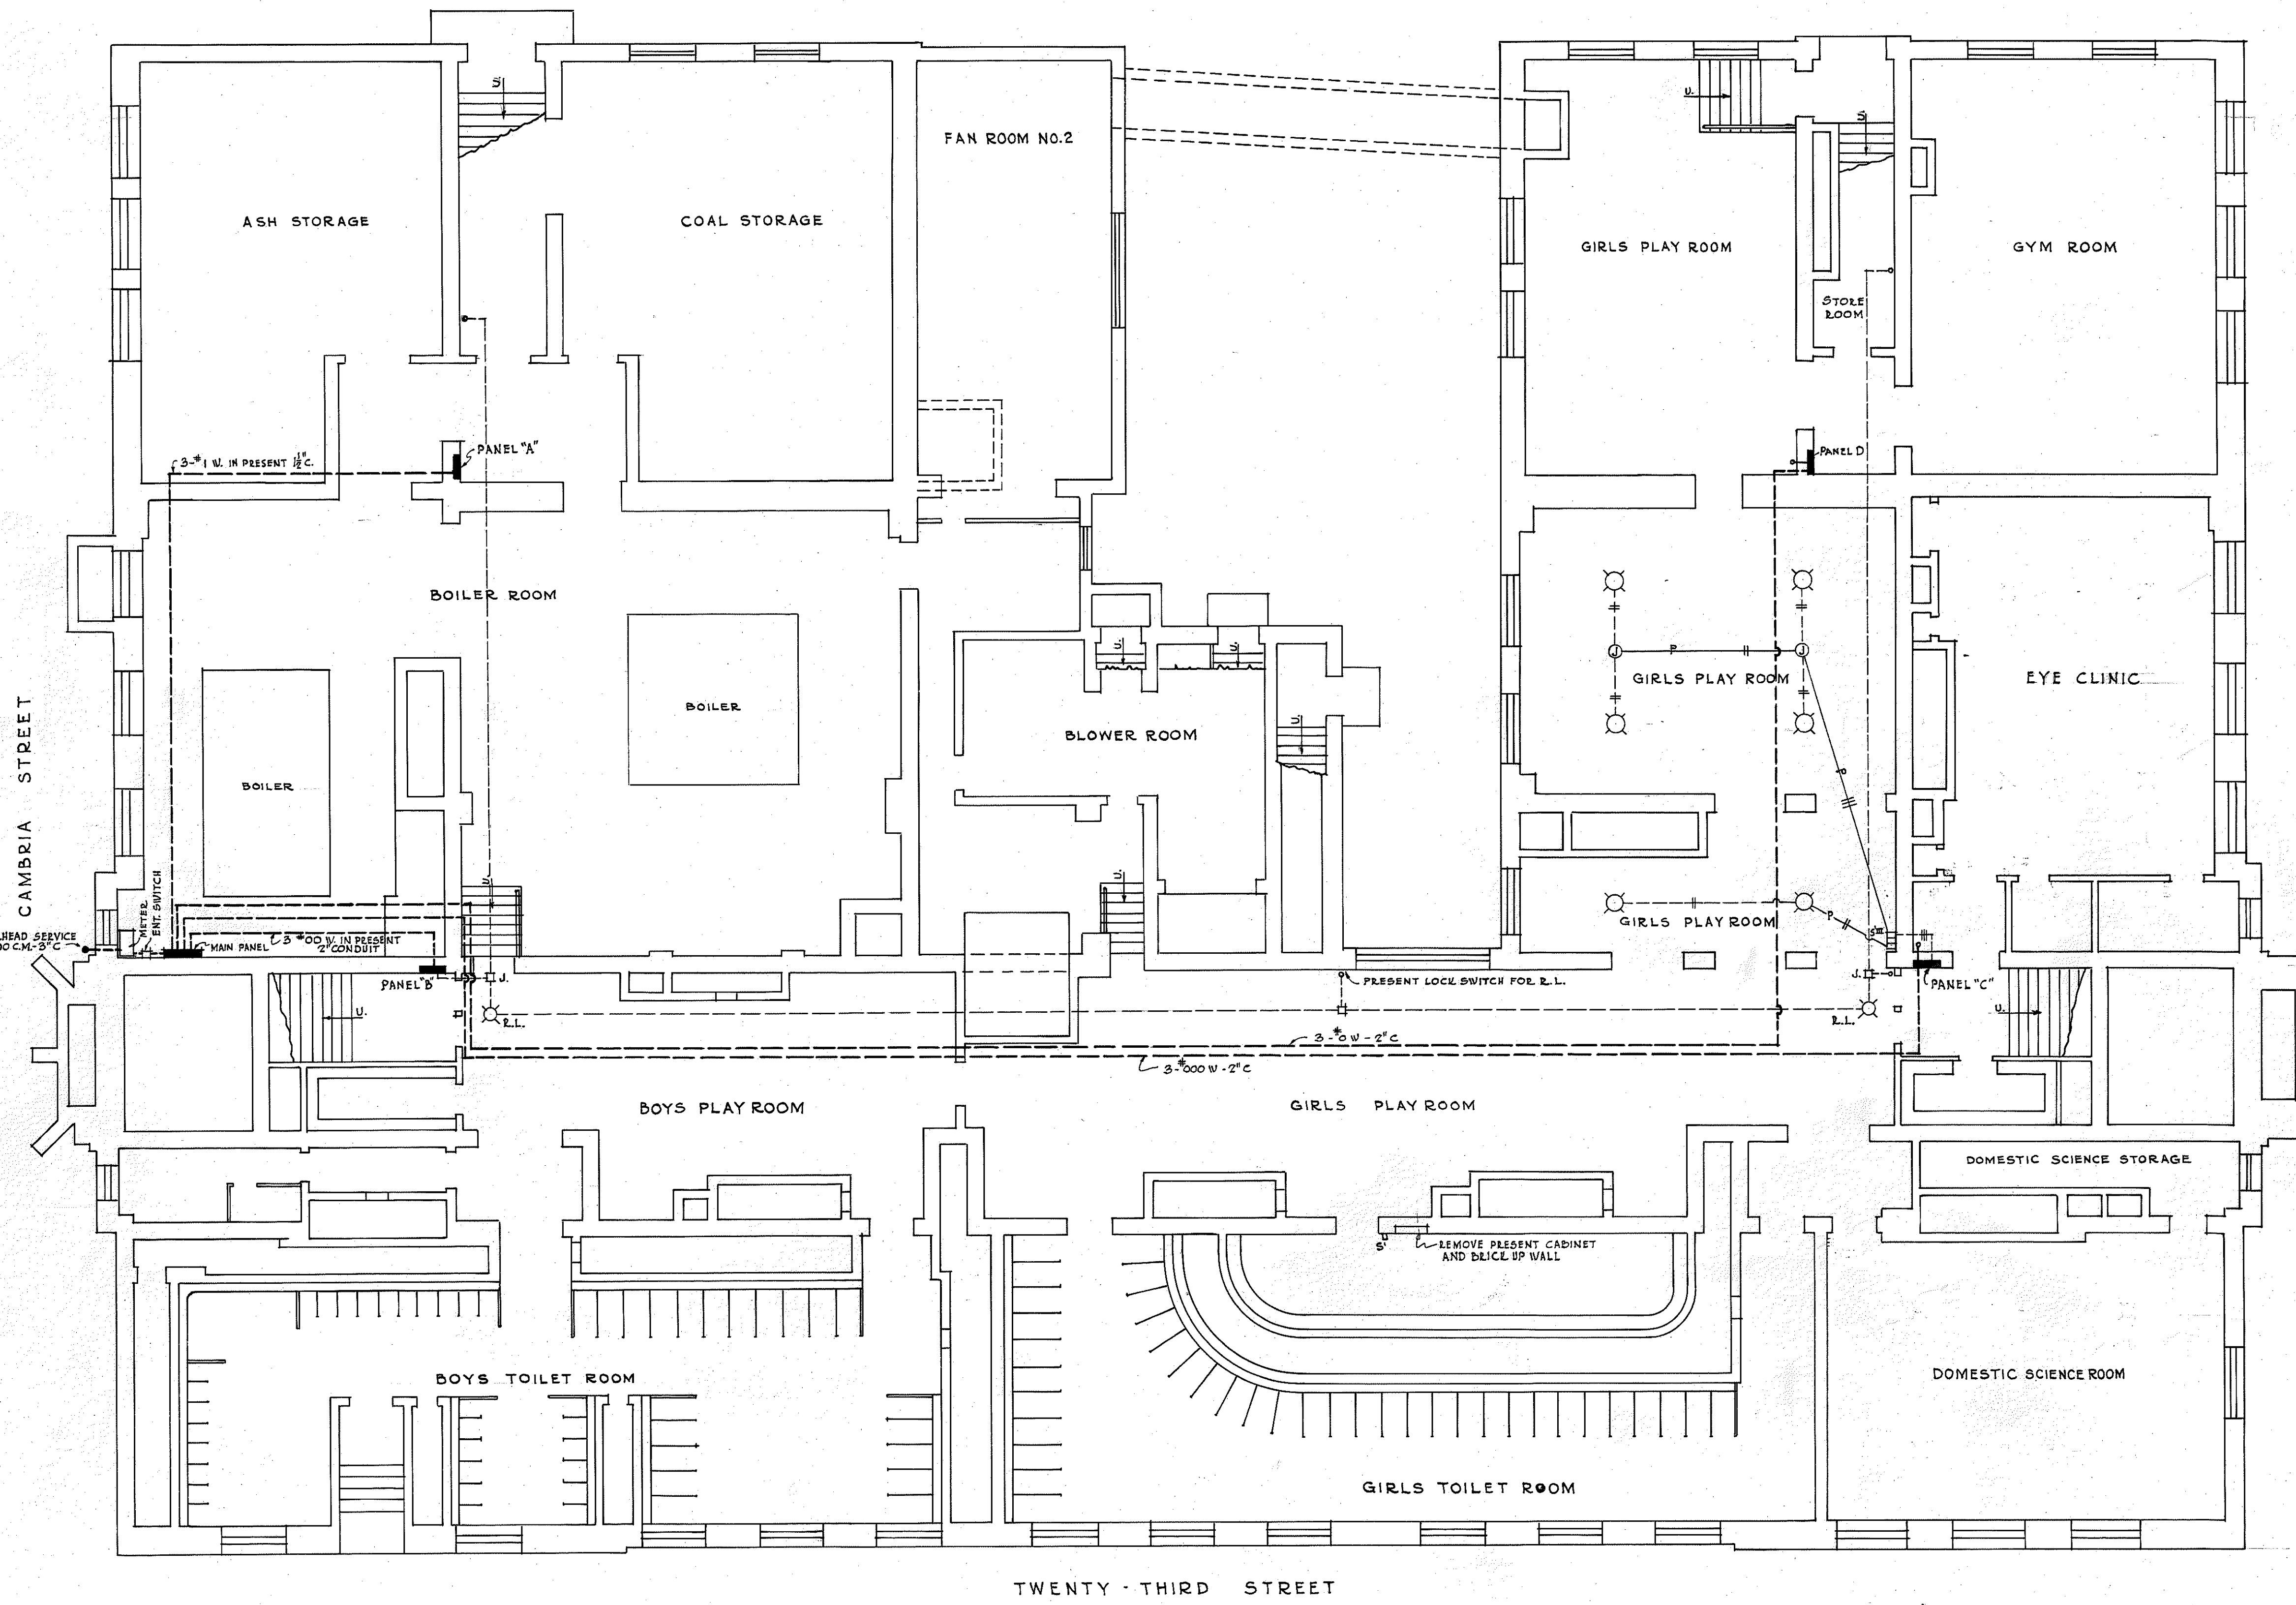 S
FAN ROOM NO.2
U.
S
ASH STORAGE
COAL STORAGE
GIRLS PLAY ROOM
GYM ROOM
STORE
ROOM
PANEL "A"
3-#1 W. IN PRESENT 1½" C.
PANEL D
BOILER ROOM
J
P
J
GIRLS PLAY ROOM
EYE CLINIC
S
S
BOILER
BLOWER ROOM
S
BOILER
CAMBRIA STREET
METER
ENT. SWITCH
U.
U.
GIRLS PLAY ROOM
P
HEAD SERVICE
C.M.-3"C
MAIN PANEL
3 #00 W. IN PRESENT
2" CONDUIT
PANEL "B"
J.
PRESENT LOCK SWITCH FOR R.L.
J.
PANEL "C"
U.
R.L.
R.L.
U.
3-#0 W-2"C
3-#000 W-2"C
BOYS PLAY ROOM
GIRLS PLAY ROOM
DOMESTIC SCIENCE STORAGE
S'
REMOVE PRESENT CABINET
AND BRICK UP WALL
BOYS TOILET ROOM
DOMESTIC SCIENCE ROOM
GIRLS TOILET ROOM
TWENTY-THIRD STREET